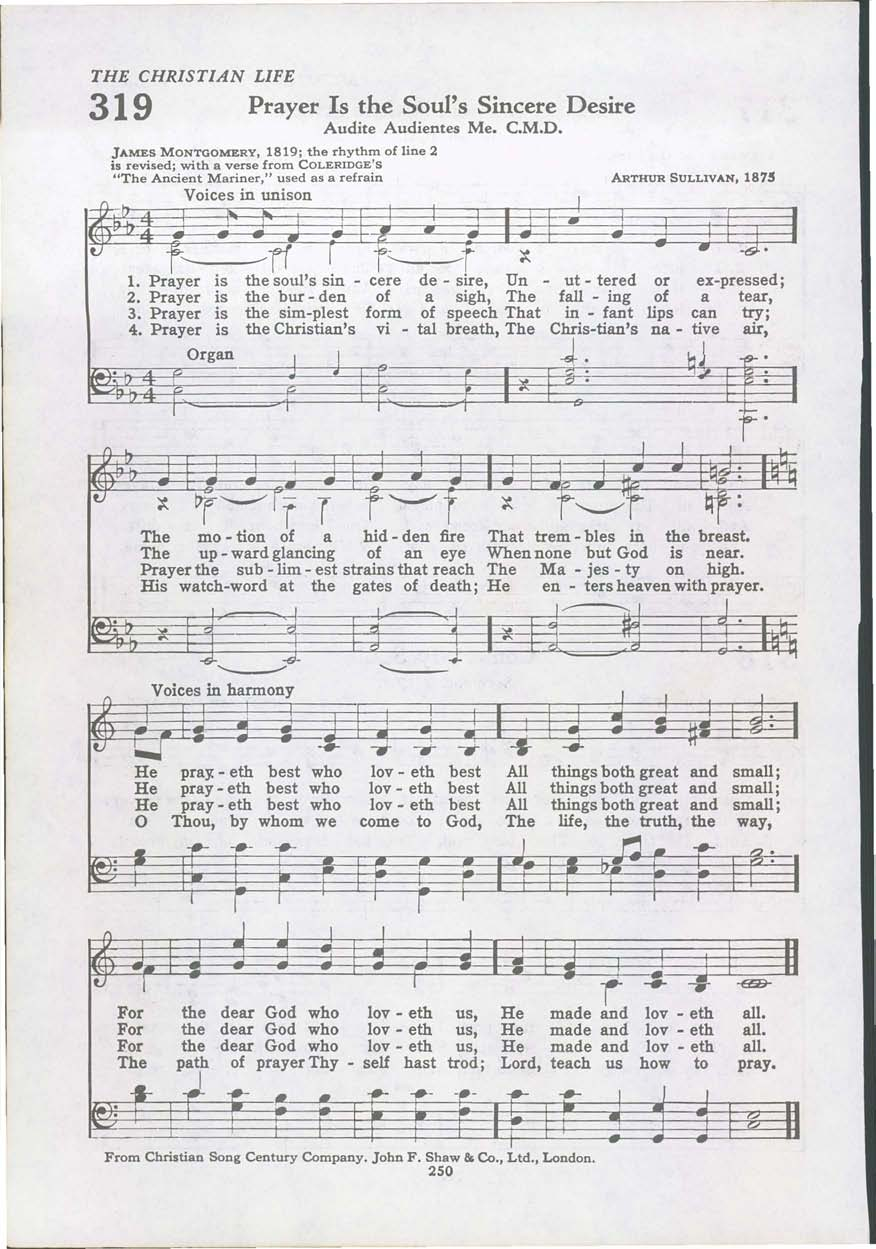 THE CHRISTIAN LIFE
319 Prayer Is the Soul's Sincere Desire
Audite Audientes Me. C.M.D.
JAMES MONTGOMERY, 1819; the rhythm of line 2
is revised; with a verse from COLERIDGE'S
"The Ancient Mariner," used as a refrain ARTHUR SULLIVAN, 1875
Voices in unison
1. Prayer is the soul's sin - cere de - sire, Un - ut - tered or ex-pressed;
2. Prayer is the bur - den of a sigh, The fall - ing of a tear,
3. Prayer is the sim-plest form of speech That in - fant lips can try;
4. Prayer is the Christian's vi - tal breath, The Chris-tian's na - tive air,
Organ
The mo - tion of a hid - den fire That trem - bles in the breast.
The up - ward glancing of an eye When none but God is near.
Prayer the sub - lim - est strains that reach The Ma - jes - ty on high.
His watch-word at the gates of death; He en - ters heaven with prayer.
Voices in harmony
He pray - eth best who lov - eth best All things both great and small;
He pray - eth best who lov - eth best All things both great and small;
He pray - eth best who lov - eth best All things both great and small;
O Thou, by whom we come to God, The life, the truth, the way,
For the dear God who lov - eth us, He made and lov - eth all.
For the dear God who lov - eth us, He made and lov - eth all.
For the dear God who lov - eth us, He made and lov - eth all.
The path of prayer Thy - self hast trod; Lord, teach us how to pray.
From Christian Song Century Company. John F. Shaw & Co., Ltd., London.
250